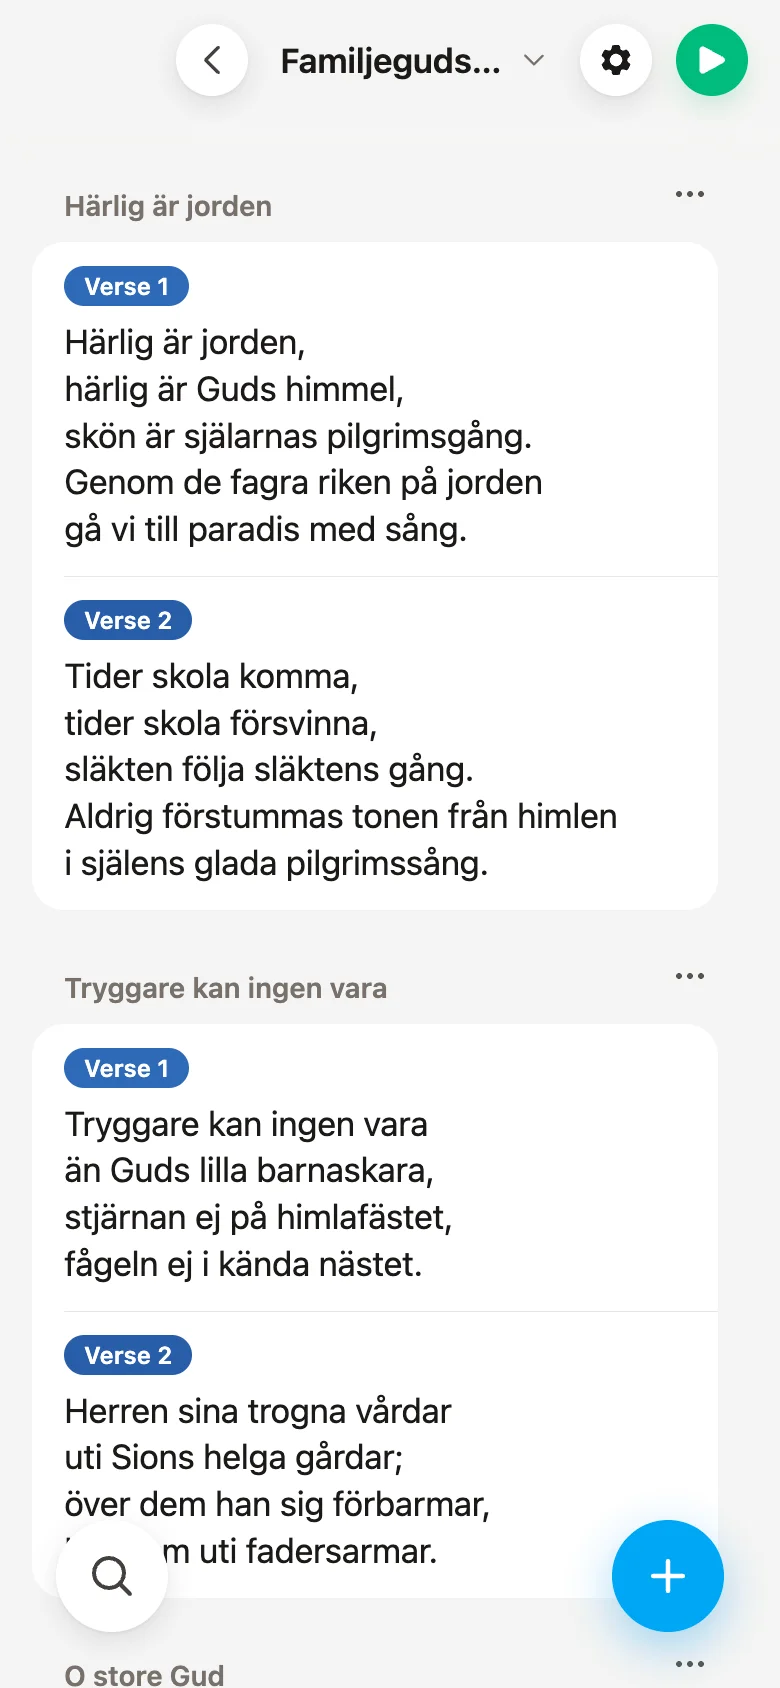 Familjeguds...
Härlig är jorden
Verse 1
Härlig är jorden,
härlig är Guds himmel,
skön är själarnas pilgrimsgång.
Genom de fagra riken på jorden
gå vi till paradis med sång.
Verse 2
Tider skola komma,
tider skola försvinna,
släkten följa släktens gång.
Aldrig förstummas tonen från himlen
i själens glada pilgrimssång.
Tryggare kan ingen vara
Verse 1
Tryggare kan ingen vara
än Guds lilla barnaskara,
stjärnan ej på himlafästet,
fågeln ej i kända nästet.
Verse 2
Herren sina trogna vårdar
uti Sions helga gårdar;
över dem han sig förbarmar,
uti fadersarmar.
O store Gud